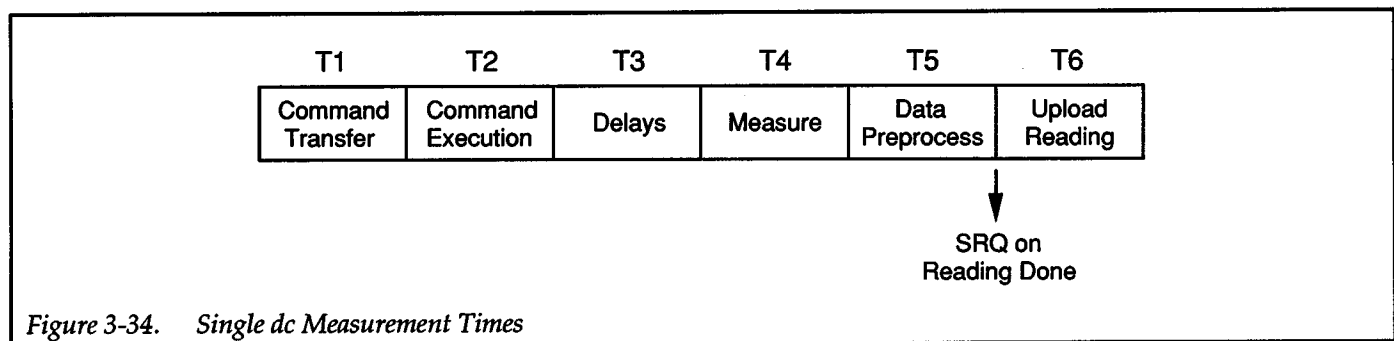 T1 T2 T3 T4 T5 T6
Command Transfer Command Execution Delays Measure Data Preprocess Upload Reading
SRQ on
Reading Done
Figure 3-34. Single dc Measurement Times